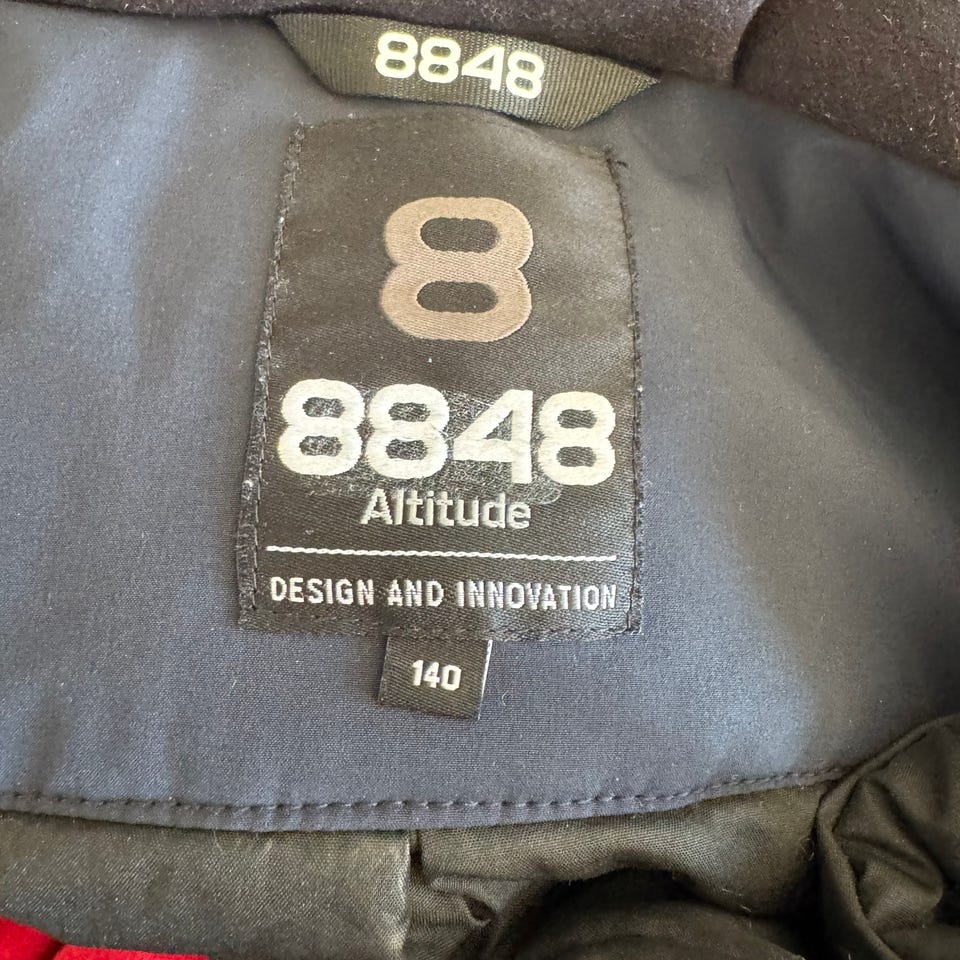 8848
8
8848
Altitude
DESIGN AND INNOVATION
140